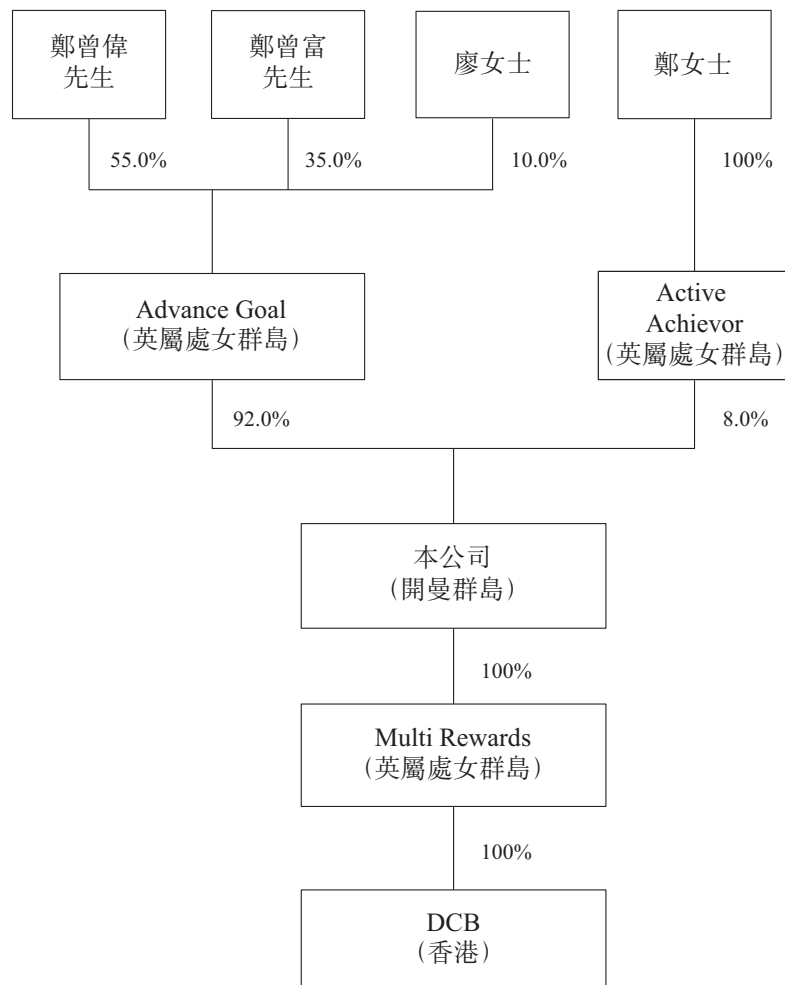 鄭曾偉
先生
鄭曾富
先生
廖女士
鄭女士
55.0%
35.0%
10.0%
100%
Advance Goal
(英屬處女群島)
Active
Achievor
(英屬處女群島)
92.0%
8.0%
本公司
(開曼群島)
100%
Multi Rewards
(英屬處女群島)
100%
DCB
(香港)